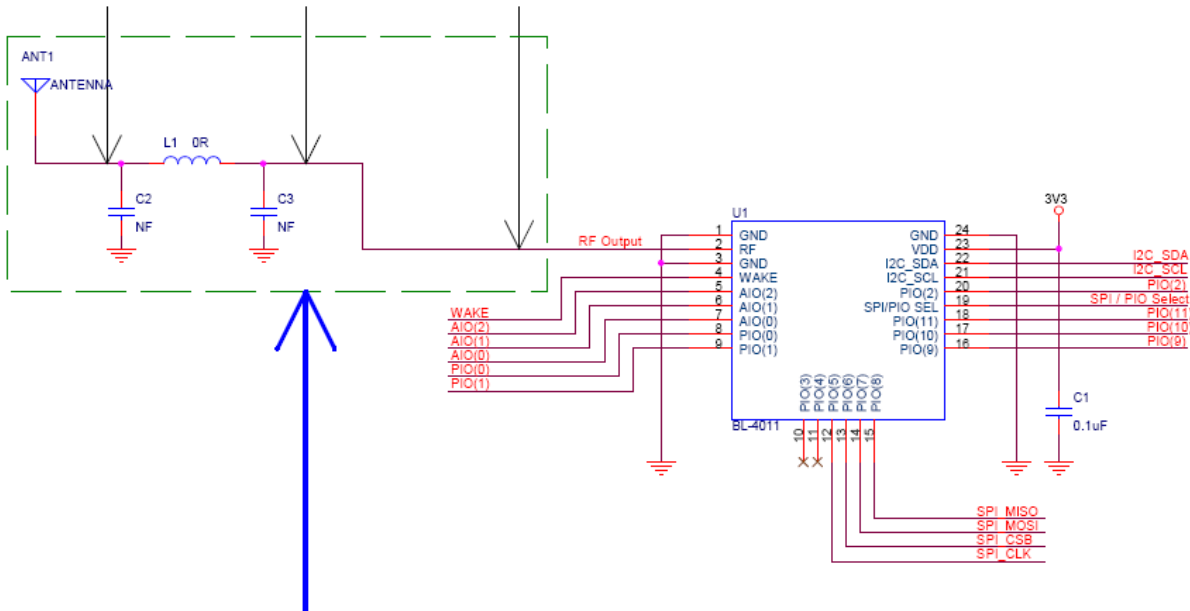 ANT1
ANTENNA
L1 0R
C2
NF
C3
NF
RF Output
WAKE
AIO(2)
AIO(1)
AIO(0)
PIO(0)
PIO(1)
U1
1 GND
2 RF
3 GND
4 WAKE
5 AIO(2)
6 AIO(1)
7 AIO(0)
8 PIO(0)
9 PIO(1)
GND 24
VDD 23
I2C_SDA 22
I2C_SCL 21
PIO(2) 20
SPI/PIO SEL 19
PIO(11) 18
PIO(10) 17
PIO(9) 16
PIO(3) 10
PIO(4) 11
PIO(5) 12
PIO(6) 13
PIO(7) 14
PIO(8) 15
BL-4011
3V3
I2C_SDA
I2C_SCL
PIO(2)
SPI / PIO Select
PIO(11)
PIO(10)
PIO(9)
C1
0.1uF
SPI_MISO
SPI_MOSI
SPI_CSB
SPI_CLK